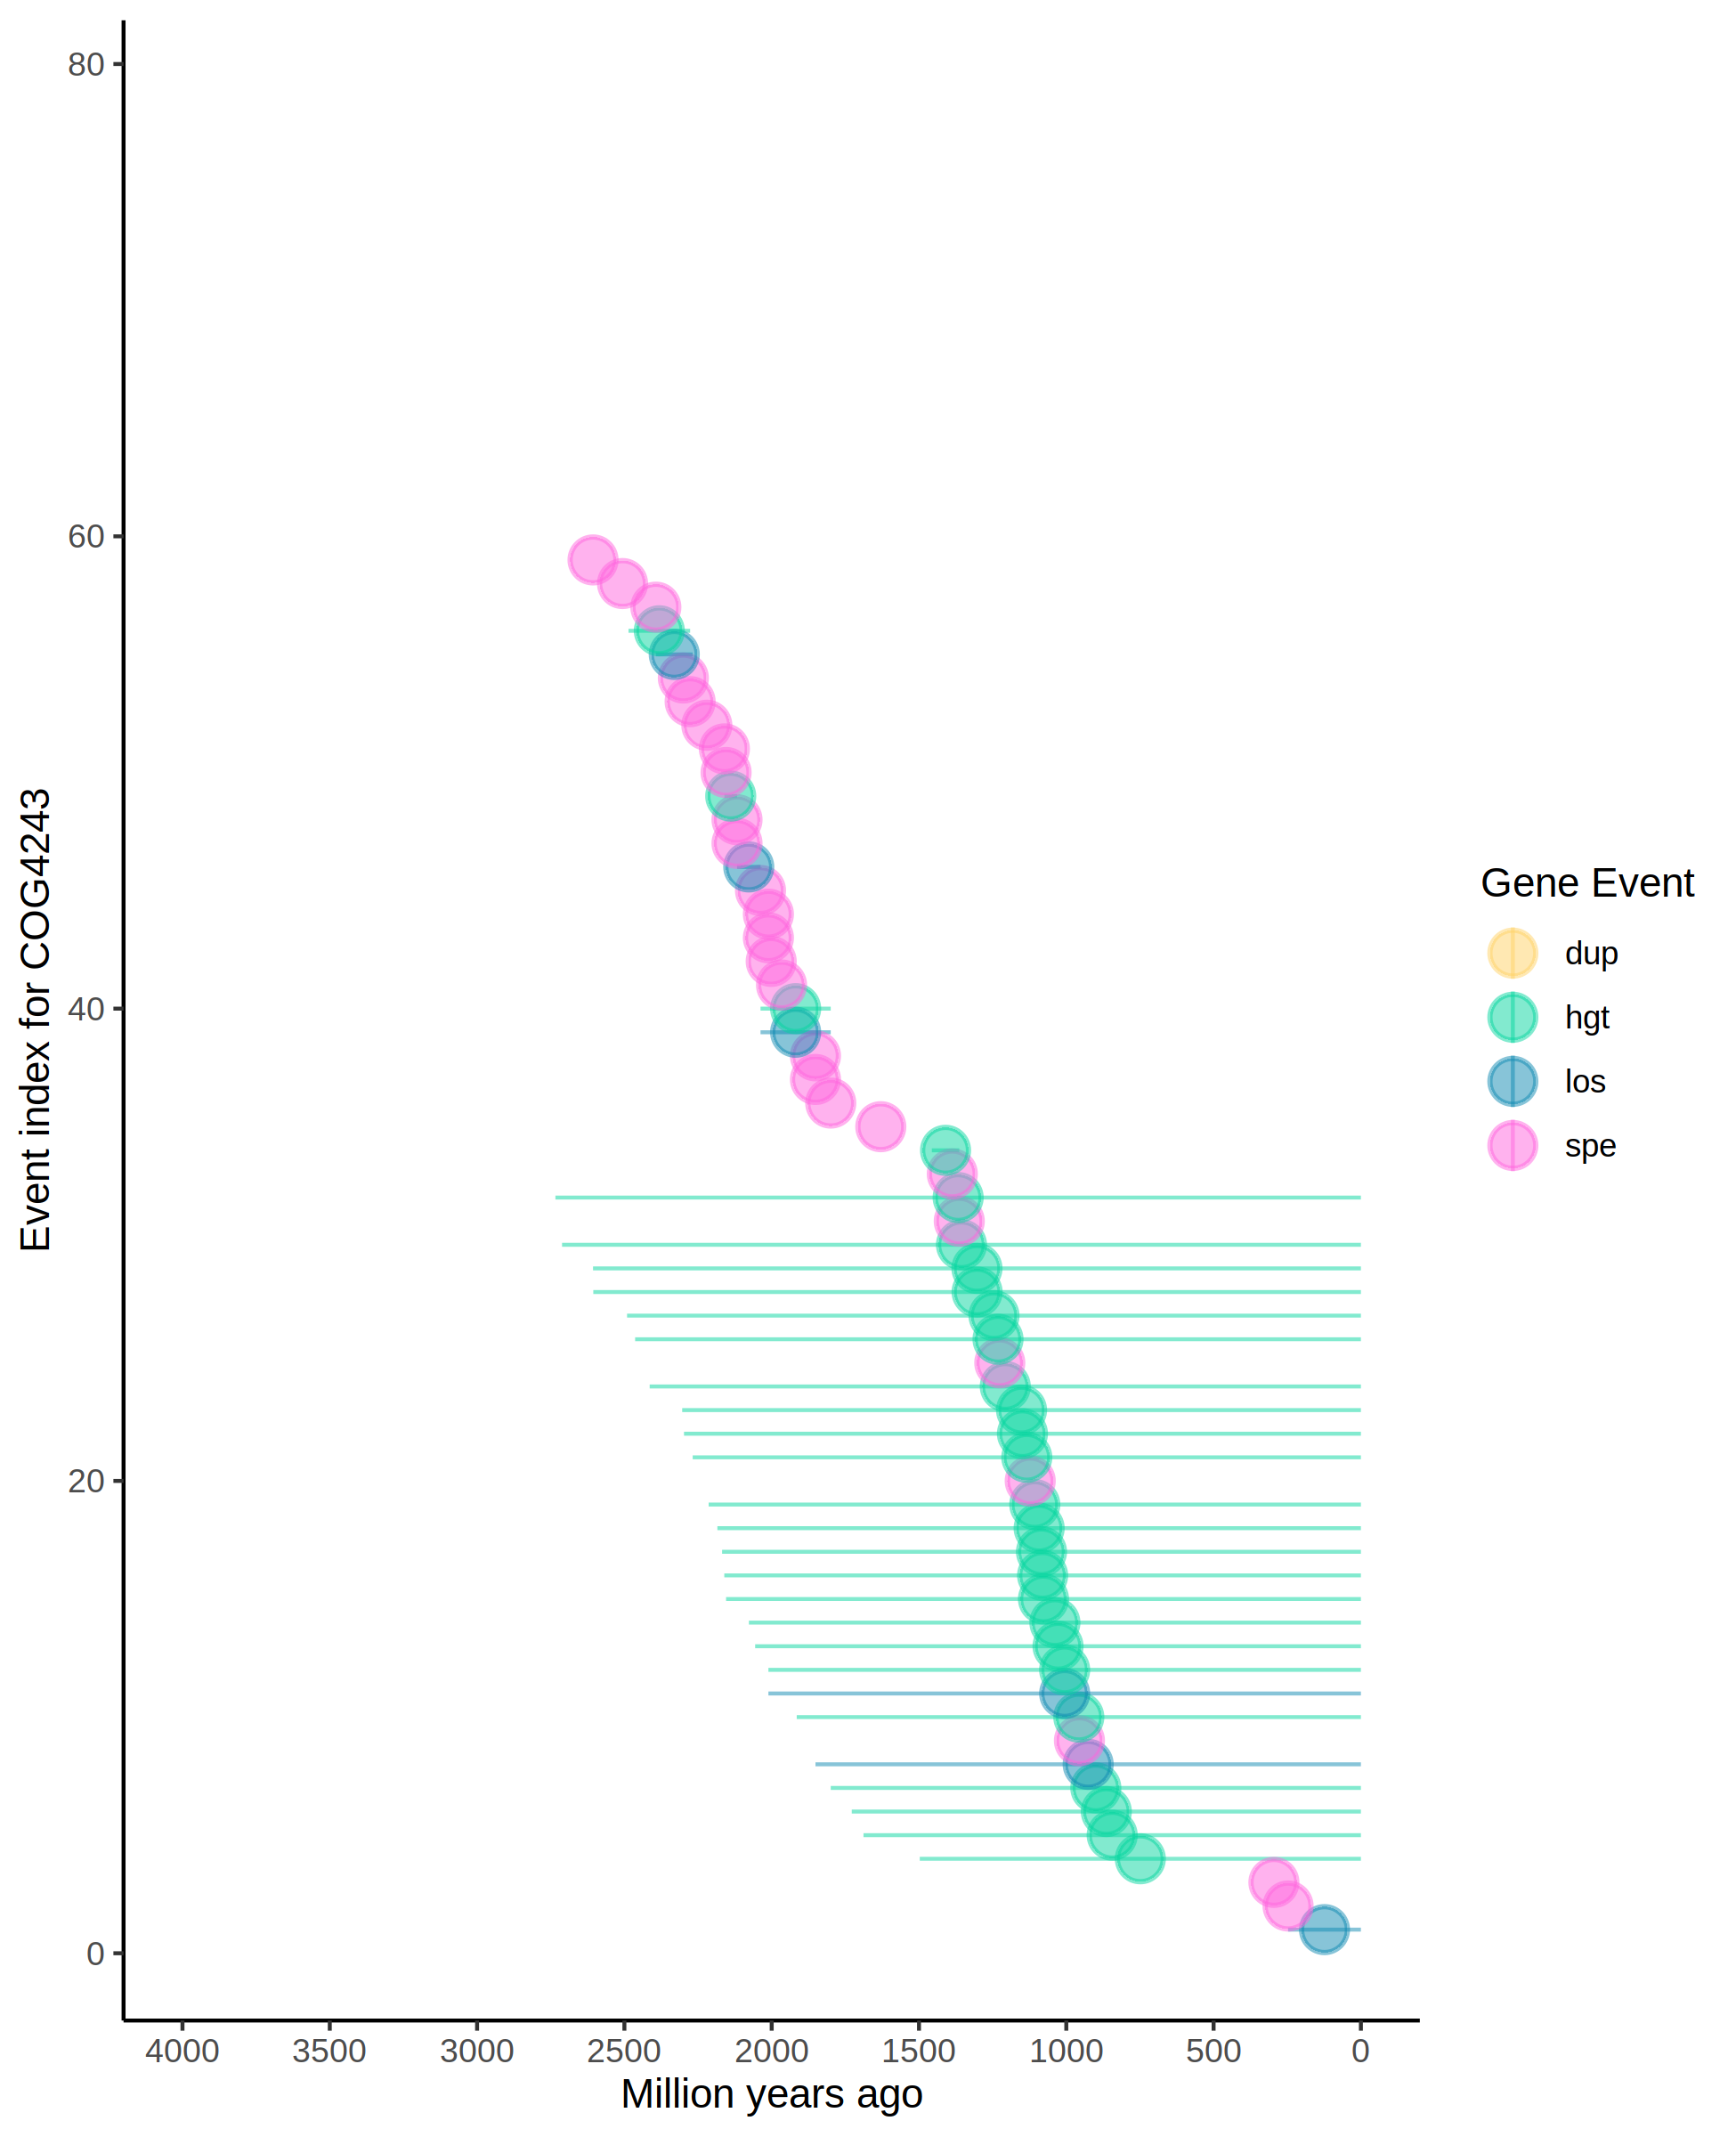 80
60
40
20
0
Event index for COG4243
4000 3500 3000 2500 2000 1500 1000 500 0
Million years ago
Gene Event
dup
hgt
los
spe